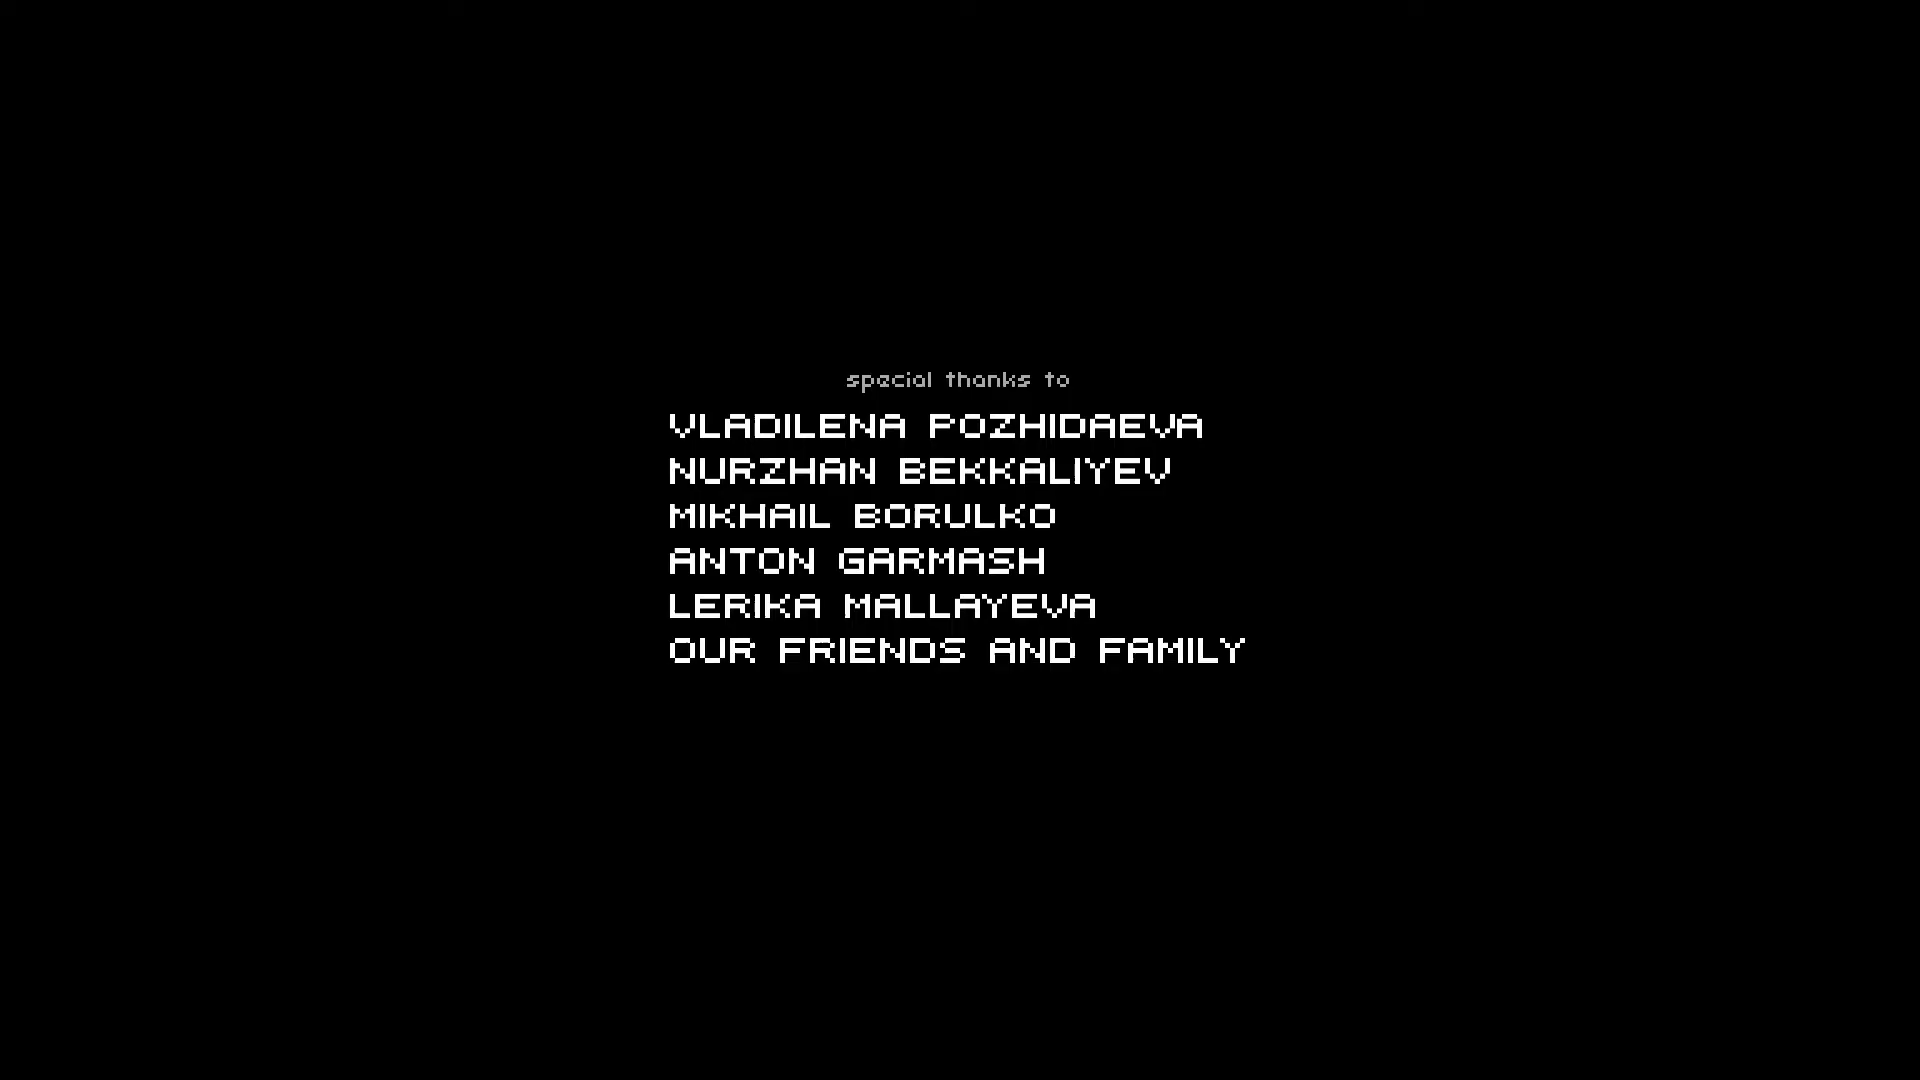 special thanks to
VLADILENA POZHIDAEVA
NURZHAN BEKKALIYEV
MIKHAIL BORULKO
ANTON GARMASH
LERIKA MALLAYEVA
OUR FRIENDS AND FAMILY